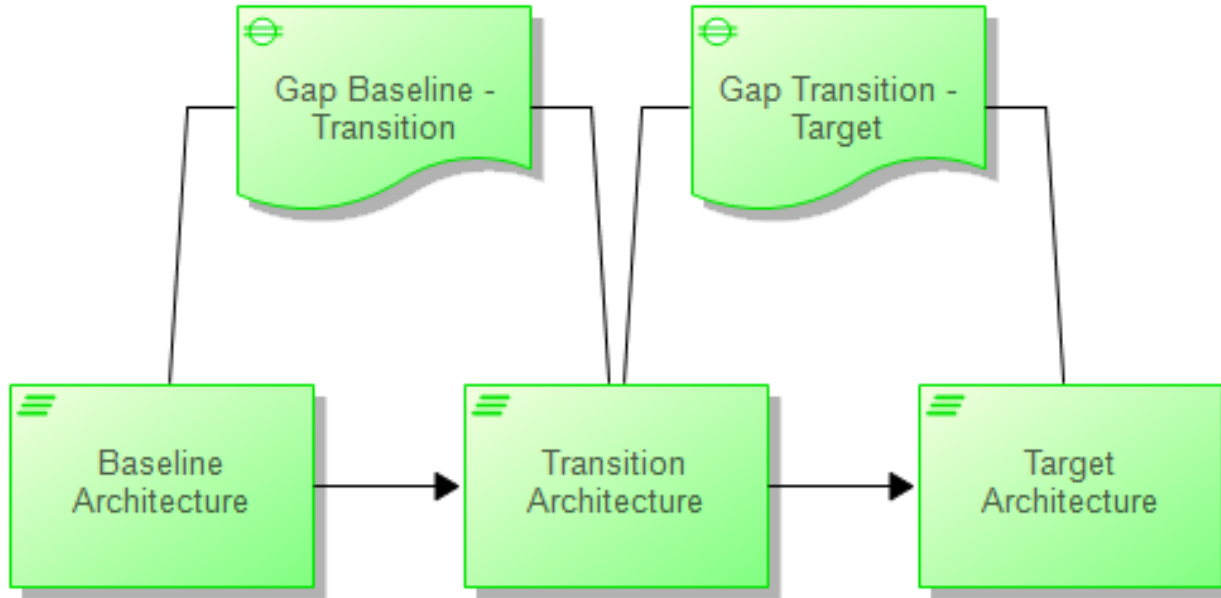 Gap Baseline -
Transition
Gap Transition -
Target
Baseline
Architecture
Transition
Architecture
Target
Architecture